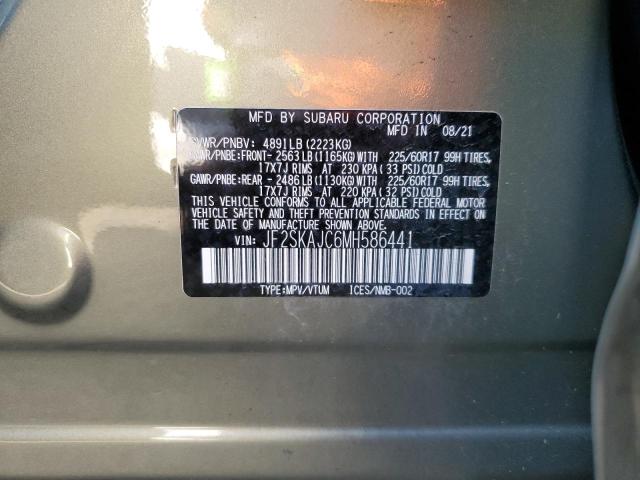 MFD BY SUBARU CORPORATION
MFD IN 08/21
GVWR/PNBV: 4891LB (2223KG)
GAWR/PNBE:FRONT- 2563LB (1165KG)WITH 225/60R17 99H TIRES,
17X7J RIMS AT 230 KPA (33 PSI)COLD
GAWR/PNBE:REAR - 2486LB (1130KG)WITH 225/60R17 99H TIRES,
17X7J RIMS AT 220 KPA (32 PSI)COLD
THIS VEHICLE CONFORMS TO ALL APPLICABLE FEDERAL MOTOR
VEHICLE SAFETY AND THEFT PREVENTION STANDARDS IN EFFECT ON
THE DATE OF MANUFACTURE SHOWN ABOVE.
VIN: JF2SKAJC6MH586441
TYPE:MPV/VTUM ICES/NMB-002